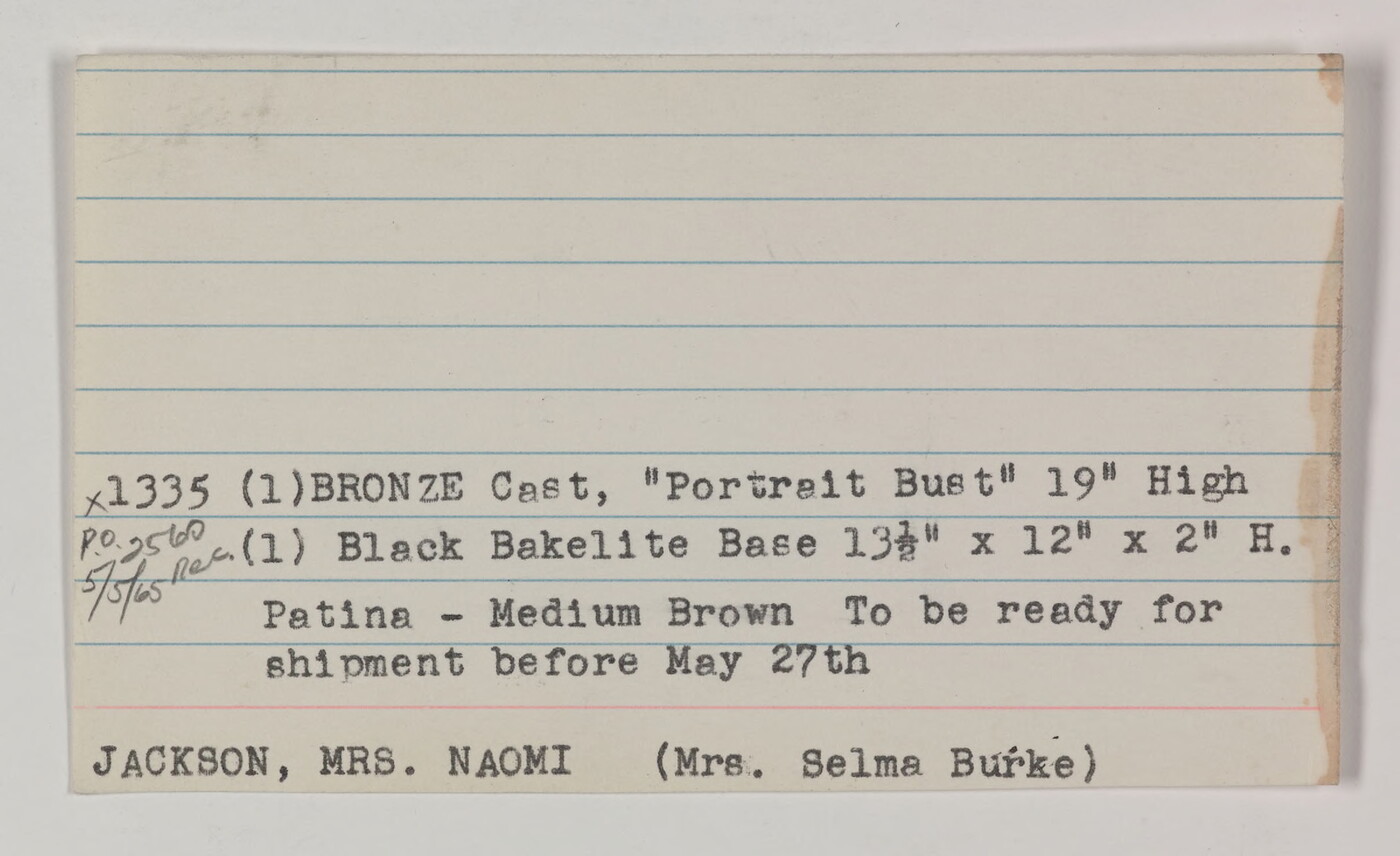 x1335 (1)BRONZE Cast, "Portrait Bust" 19" High
P.O. 2560
(1) Black Bakelite Base 13½" x 12" x 2" H.
5/5/65 Rec.
Patina - Medium Brown To be ready for
shipment before May 27th
JACKSON, MRS. NAOMI (Mrs. Selma Burke)